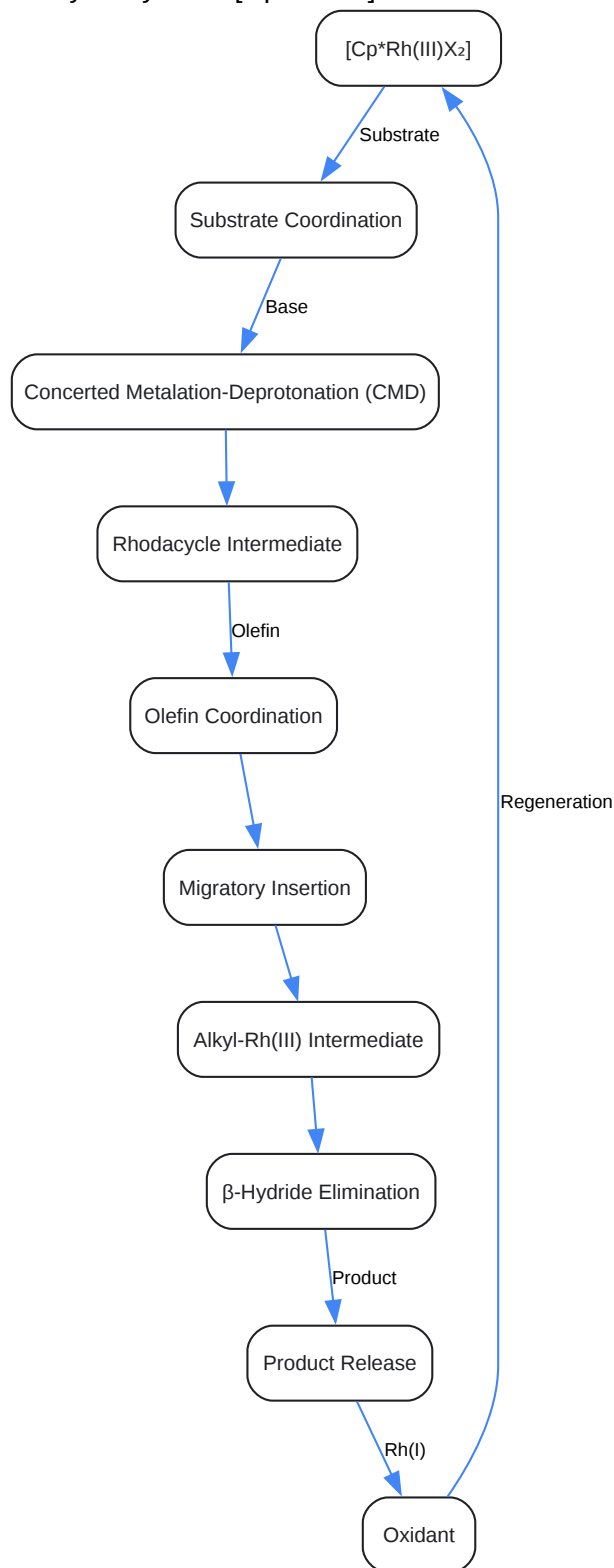 [Cp*Rh(III)X₂]
Substrate
Substrate Coordination
Base
Concerted Metalation-Deprotonation (CMD)
Rhodacycle Intermediate
Olefin
Olefin Coordination
Regeneration
Migratory Insertion
Alkyl-Rh(III) Intermediate
β-Hydride Elimination
Product
Product Release
Rh(I)
Oxidant